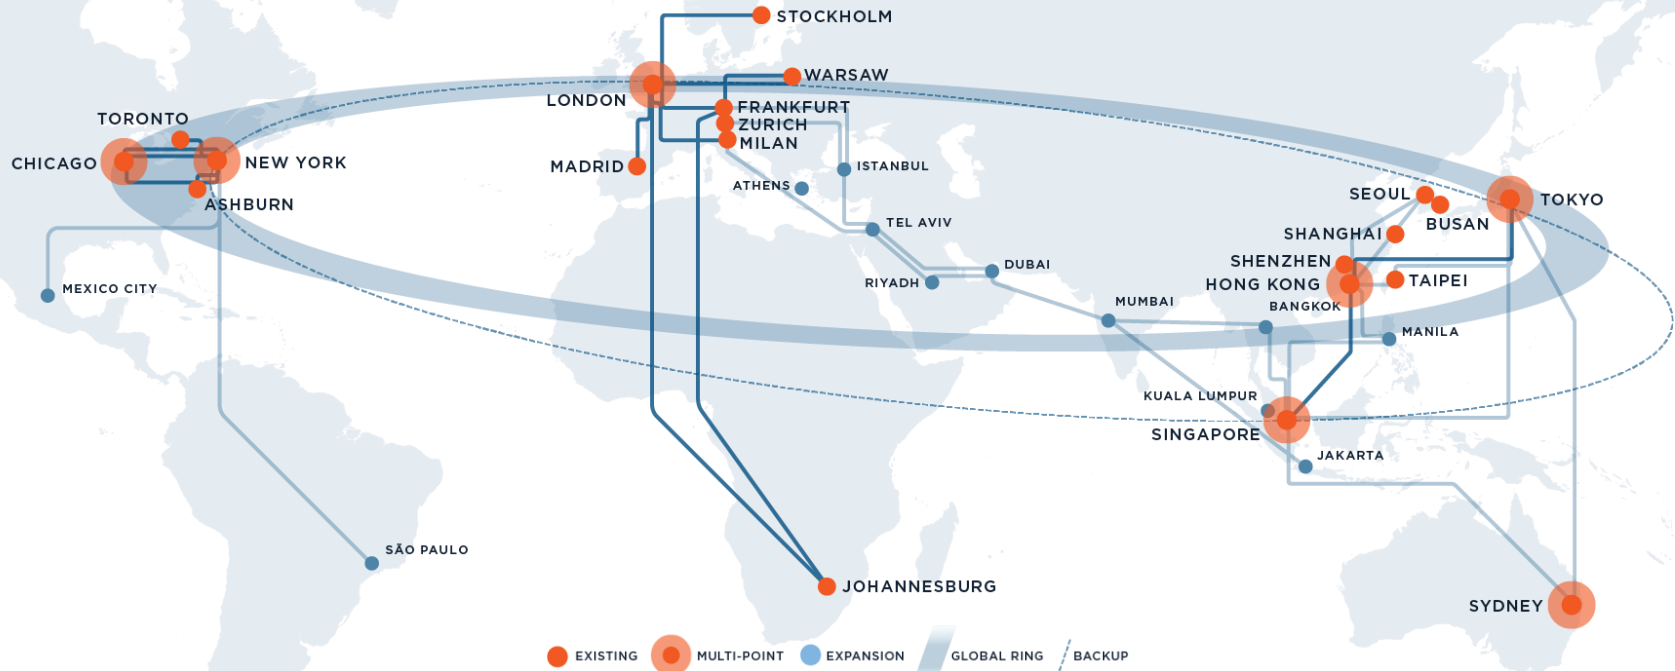 STOCKHOLM
WARSAW
LONDON
FRANKFURT
ZURICH
MILAN
TORONTO
CHICAGO
NEW YORK
ASHBURN
MADRID
ISTANBUL
ATHENS
TEL AVIV
RIYADH
DUBAI
MEXICO CITY
MUMBAI
SEOUL
BUSAN
TOKYO
SHANGHAI
SHENZHEN
HONG KONG
TAIPEI
BANGKOK
MANILA
KUALA LUMPUR
SINGAPORE
JAKARTA
SÃO PAULO
JOHANNESBURG
SYDNEY
EXISTING MULTI-POINT EXPANSION GLOBAL RING BACKUP